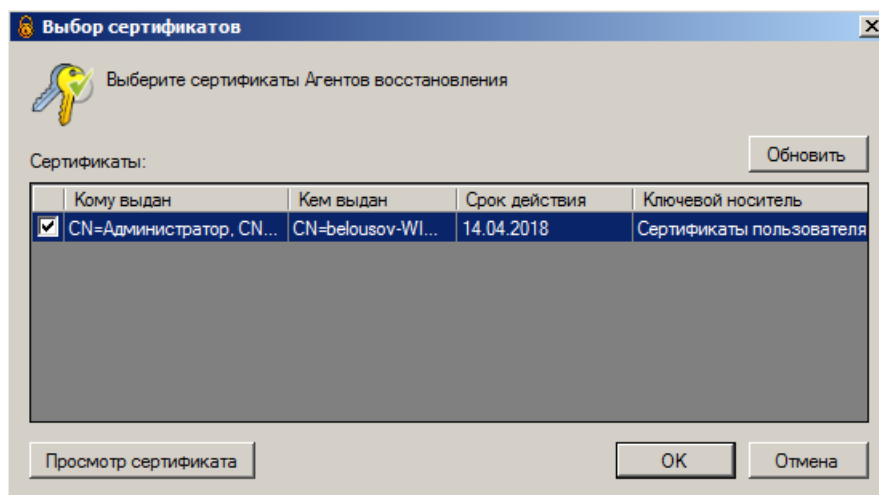 Выбор сертификатов
Выберите сертификаты Агентов восстановления
Обновить
Сертификаты:
Кому выдан Кем выдан Срок действия Ключевой носитель
CN=Администратор, CN... CN=belousov-WI... 14.04.2018 Сертификаты пользователя
Просмотр сертификата OK Отмена